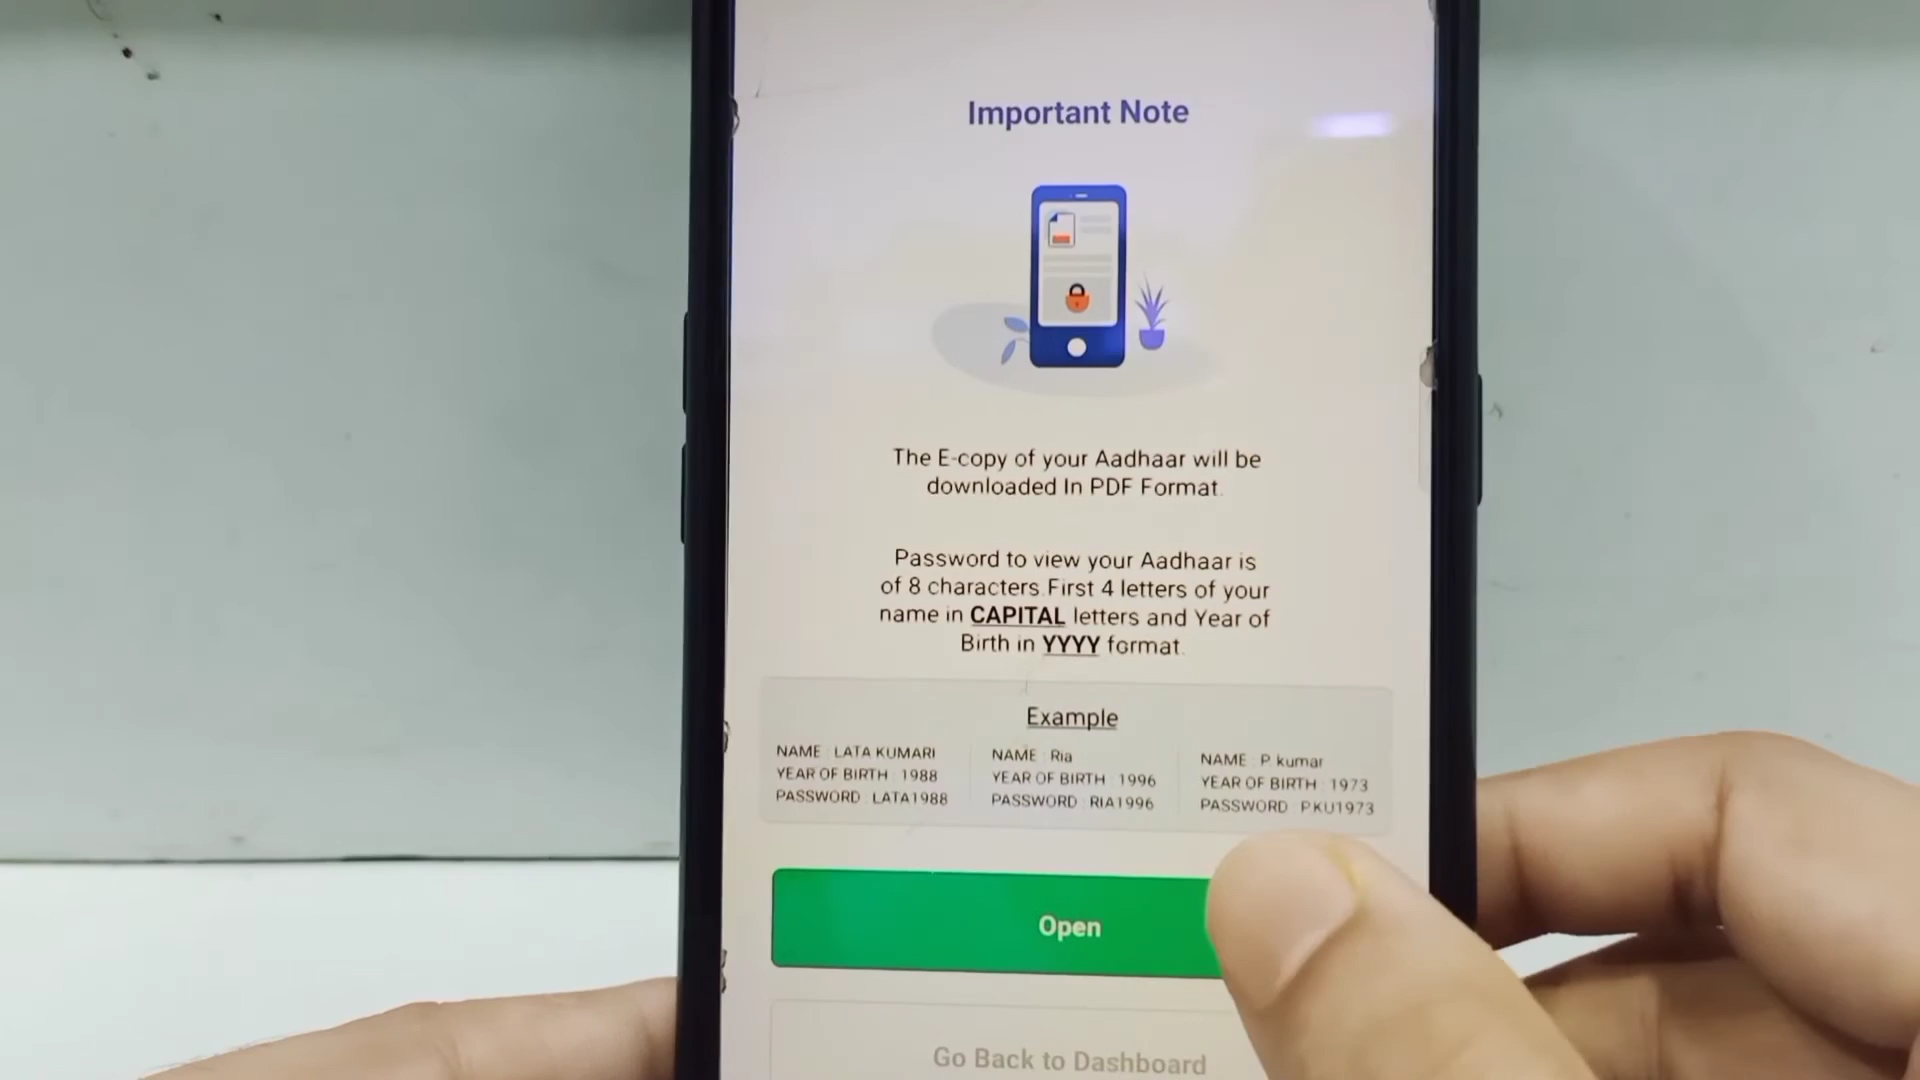 Important Note
The E-copy of your Aadhaar will be
downloaded In PDF Format.
Password to view your Aadhaar is
of 8 characters.First 4 letters of your
name in CAPITAL letters and Year of
Birth in YYYY format.
Example
NAME : LATA KUMARI
YEAR OF BIRTH : 1988
PASSWORD : LATA1988
NAME : Ria
YEAR OF BIRTH : 1996
PASSWORD : RIA1996
NAME : P. kumar
YEAR OF BIRTH : 1973
PASSWORD : P.KU1973
Open
Go Back to Dashboard